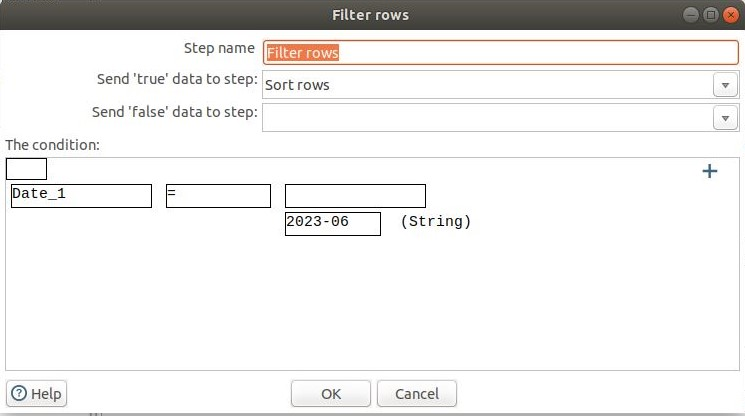 Filter rows
Step name Filter rows
Send 'true' data to step: Sort rows
Send 'false' data to step:
The condition:
+
Date_1 =
2023-06 (String)
Help OK Cancel